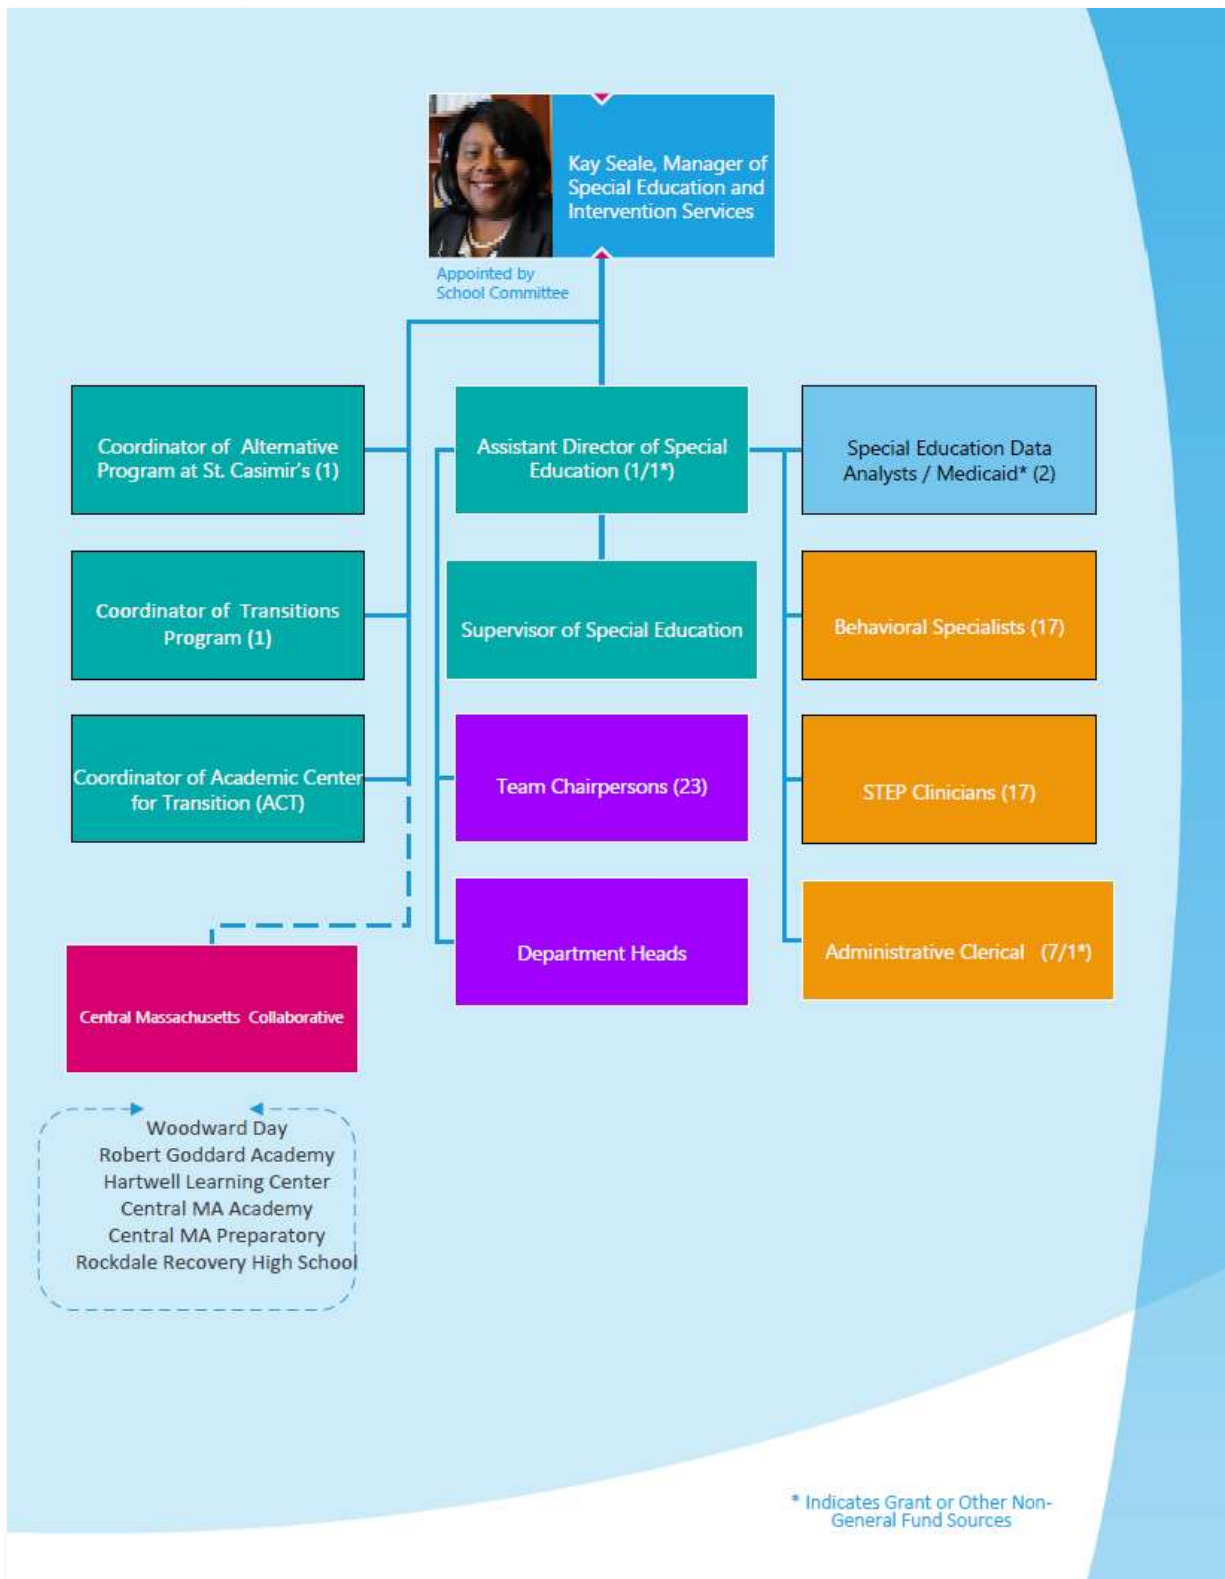 Kay Seale, Manager of
Special Education and
Intervention Services
Appointed by
School Committee
Coordinator of Alternative
Program at St. Casimir's (1)
Assistant Director of Special
Education (1/1*)
Special Education Data
Analysts / Medicaid* (2)
Coordinator of Transitions
Program (1)
Supervisor of Special Education
Behavioral Specialists (17)
Coordinator of Academic Center
for Transition (ACT)
Team Chairpersons (23)
STEP Clinicians (17)
Department Heads
Administrative Clerical (7/1*)
Central Massachusetts Collaborative
Woodward Day
Robert Goddard Academy
Hartwell Learning Center
Central MA Academy
Central MA Preparatory
Rockdale Recovery High School
* Indicates Grant or Other Non-
General Fund Sources